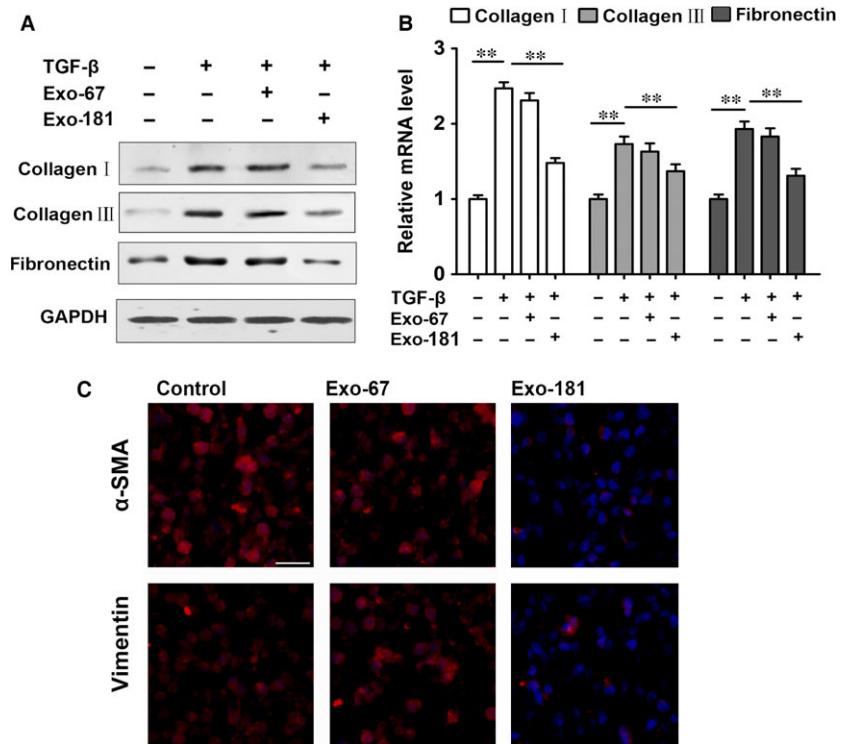 A
TGF-β – + + +
Exo-67 – – + –
Exo-181 – – – +
Collagen Ⅰ
Collagen Ⅲ
Fibronectin
GAPDH
B
Collagen Ⅰ Collagen Ⅲ Fibronectin
Relative mRNA level
3
2
1
0
** **
** **
** **
TGF-β – + + + – + + + – + + +
Exo-67 – – + – – – + – – – + –
Exo-181 – – – + – – – + – – – +
C
Control Exo-67 Exo-181
α-SMA
Vimentin